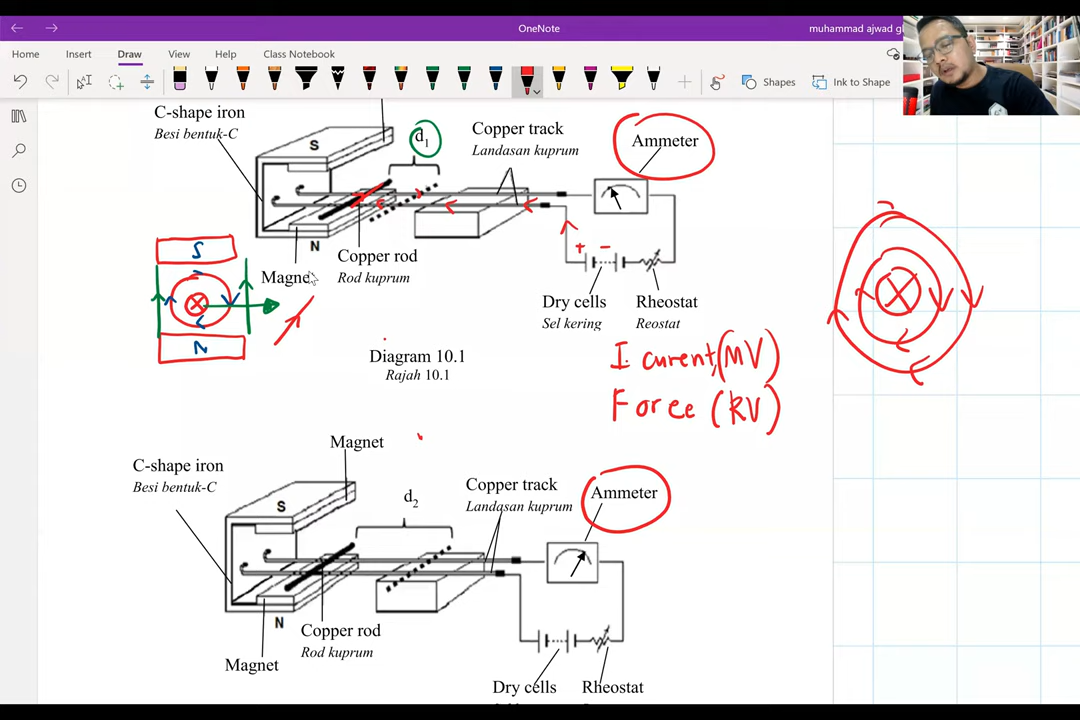 OneNote
muhammad ajwad g
Home Insert Draw View Help Class Notebook
Shapes Ink to Shape
C-shape iron
Besi bentuk-C
S
d1
Copper track
Landasan kuprum
Ammeter
N
Magne
Copper rod
Rod kuprum
+ -
Dry cells
Sel kering
Rheostat
Reostat
S
N
Diagram 10.1
Rajah 10.1
I curent, (MV)
Force (RV)
Magnet
C-shape iron
Besi bentuk-C
S
d2
Copper track
Landasan kuprum
Ammeter
N
Copper rod
Rod kuprum
Magnet
Dry cells
Rheostat